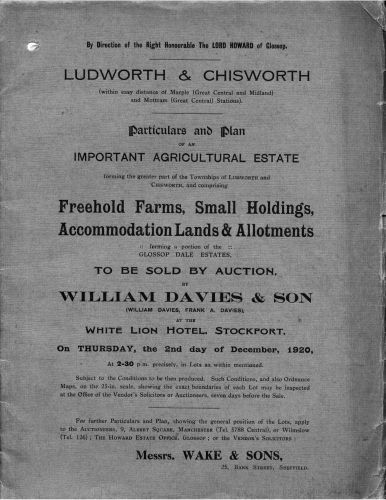 By Direction of the Right Honourable The LORD HOWARD of Glossop.
LUDWORTH & CHISWORTH
(within easy distance of Marple (Great Central and Midland)
and Mottram (Great Central) Stations).
Particulars and Plan
OF AN
IMPORTANT AGRICULTURAL ESTATE
forming the greater part of the Townships of LUDWORTH and
CHISWORTH, and comprising
Freehold Farms, Small Holdings,
Accommodation Lands & Allotments
:: forming a portion of the ::
GLOSSOP DALE ESTATES,
TO BE SOLD BY AUCTION,
BY
WILLIAM DAVIES & SON
(WILLIAM DAVIES, FRANK A. DAVIES),
AT THE
WHITE LION HOTEL, STOCKPORT,
On THURSDAY, the 2nd day of December, 1920,
At 2-30 p.m. precisely, in Lots as within mentioned.
Subject to the Conditions to be then produced. Such Conditions, and also Ordnance
Maps, on the 25-in. scale, showing the exact boundaries of each Lot may be inspected
at the Office of the Vendor's Solicitors or Auctioneers, seven days before the Sale.
For further Particulars and Plan, showing the general position of the Lots, apply
to the AUCTIONEERS, 9, ALBERT SQUARE, MANCHESTER (Tel. 5788 Central), or Wilmslow
(Tel. 136); THE HOWARD ESTATE OFFICE, GLOSSOP; or the VENDOR'S SOLICITORS
Messrs. WAKE & SONS,
25, BANK STREET, SHEFFIELD.